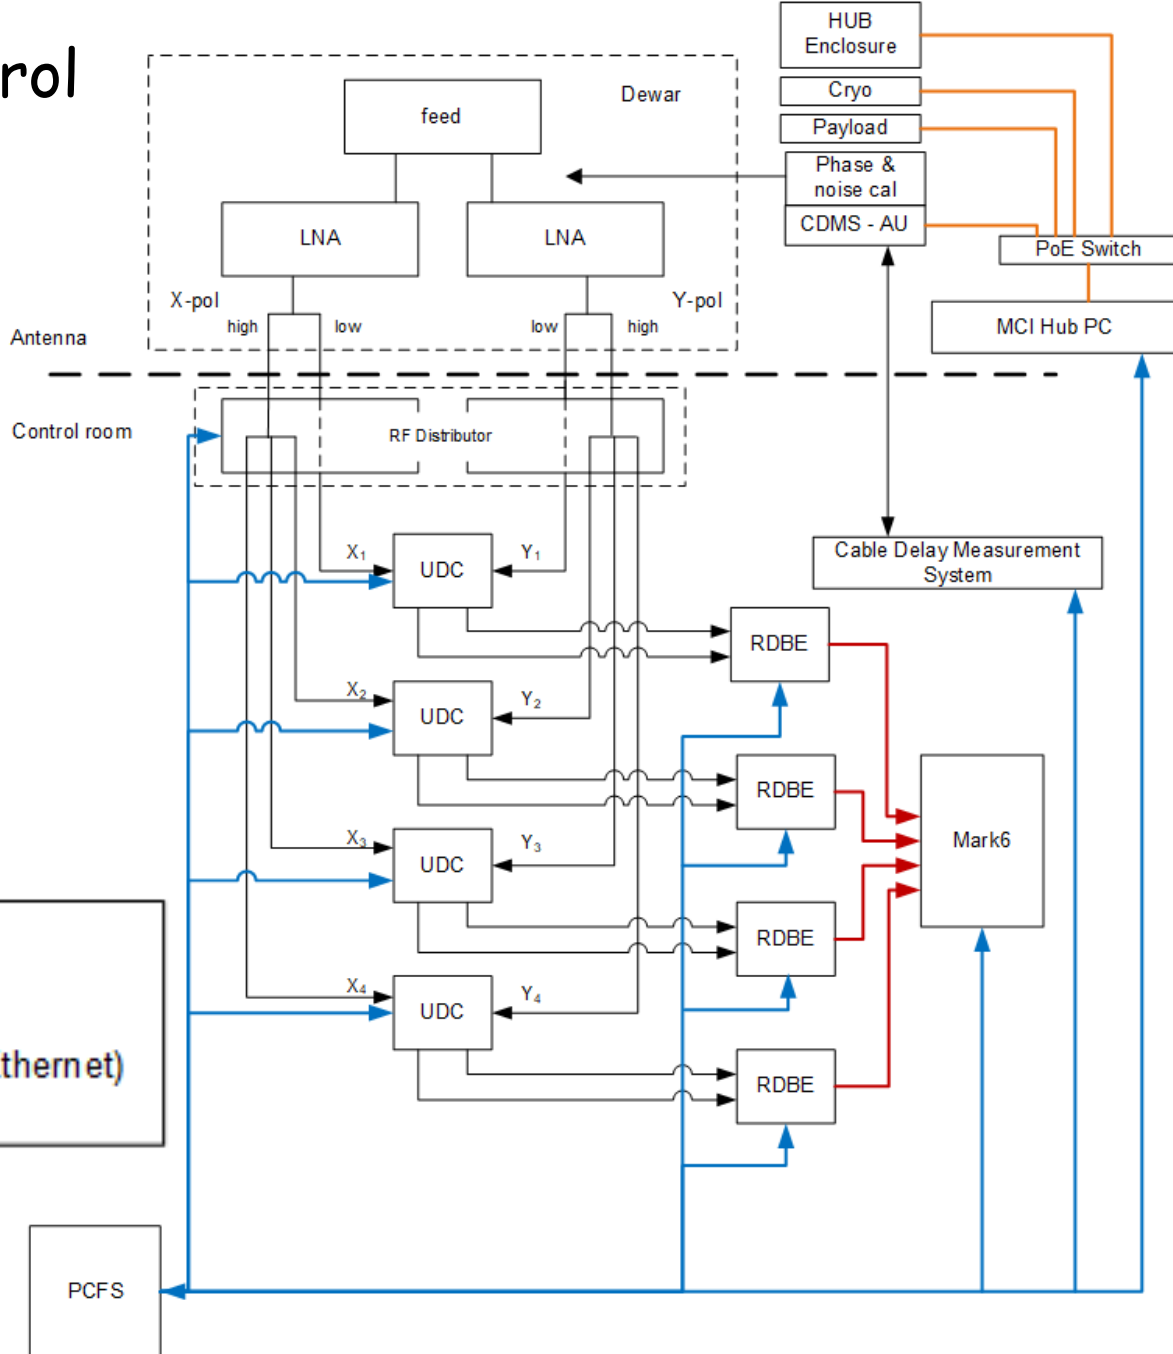 rol
HUB
Enclosure
Cryo
Payload
Phase &
noise cal
CDMS - AU
PoE Switch
MCI Hub PC
Dewar
feed
LNA
LNA
X-pol
Y-pol
high
low
low
high
Antenna
Control room
RF Distributor
X1
UDC
Y1
Cable Delay Measurement
System
RDBE
X2
UDC
Y2
RDBE
X3
UDC
Y3
Mark6
RDBE
X4
UDC
Y4
thernet)
RDBE
PCFS